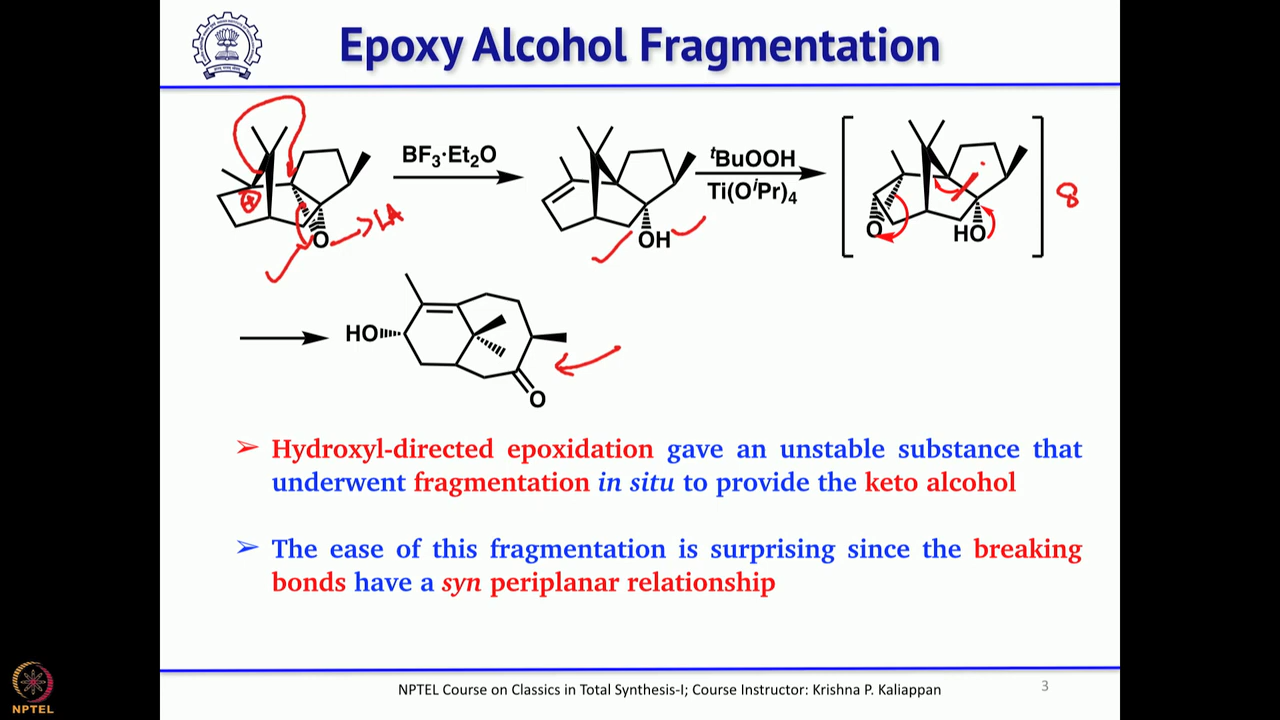 Epoxy Alcohol Fragmentation
LA
O
BF₃·Et₂O
OH
ᵗBuOOH
Ti(OⁱPr)₄
O
HO
8
HO
O
➢ Hydroxyl-directed epoxidation gave an unstable substance that
underwent fragmentation in situ to provide the keto alcohol
➢ The ease of this fragmentation is surprising since the breaking
bonds have a syn periplanar relationship
NPTEL Course on Classics in Total Synthesis-I; Course Instructor: Krishna P. Kaliappan
3
NPTEL